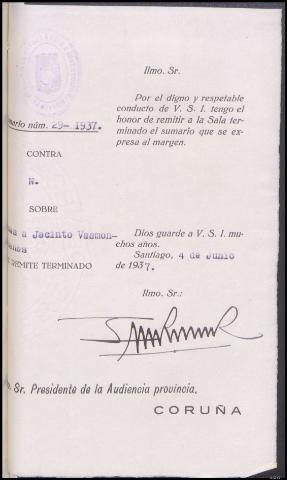 Ilmo. Sr.
Por el digno y respetable
conducto de V. S. I. tengo el
honor de remitir a la Sala ter-
minado el sumario que se ex-
presa al margen.
núm. 29- 1937.
CONTRA
N.
SOBRE
a Jacinto Vaamon-
REMITE TERMINADO
Dios guarde a V. S. I. mu-
chos años.
Santiago, 4 de Junio
de 1937.
Ilmo. Sr.:
Sr. Presidente de la Audiencia provincia.
CORUÑA